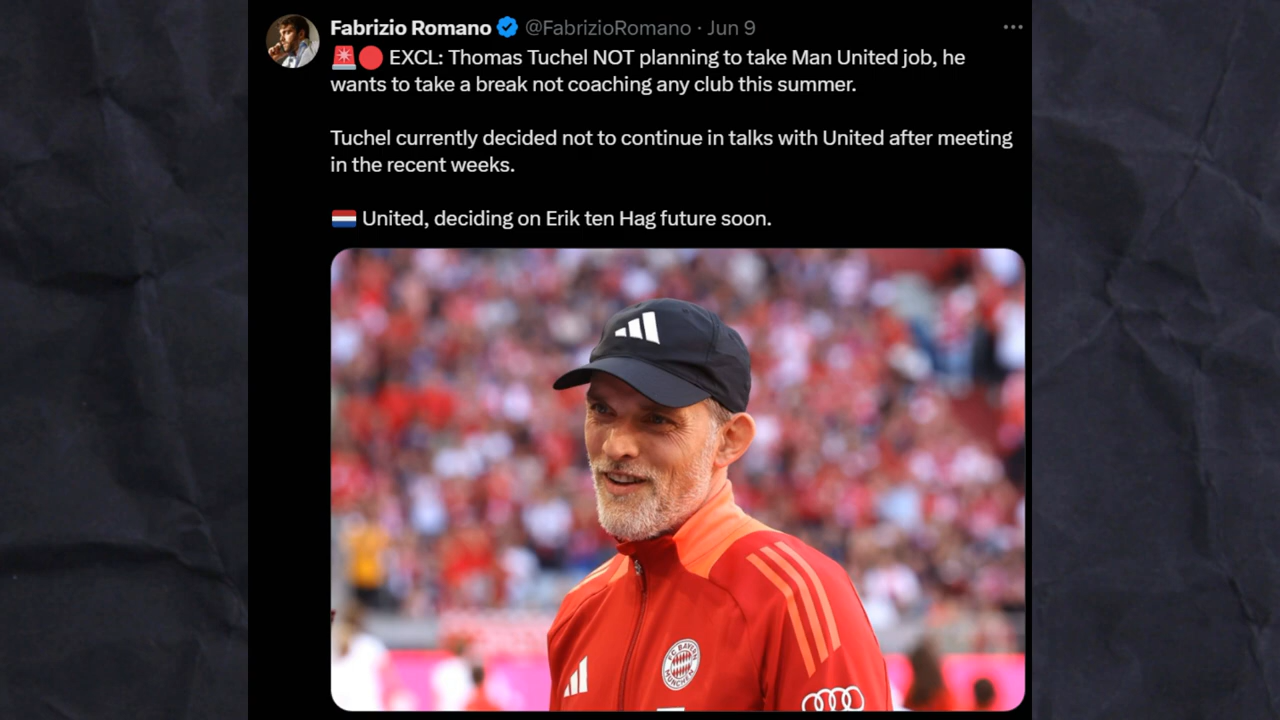 Fabrizio Romano @FabrizioRomano · Jun 9
EXCL: Thomas Tuchel NOT planning to take Man United job, he
wants to take a break not coaching any club this summer.
Tuchel currently decided not to continue in talks with United after meeting
in the recent weeks.
United, deciding on Erik ten Hag future soon.
FC BAYERN
MÜNCHEN